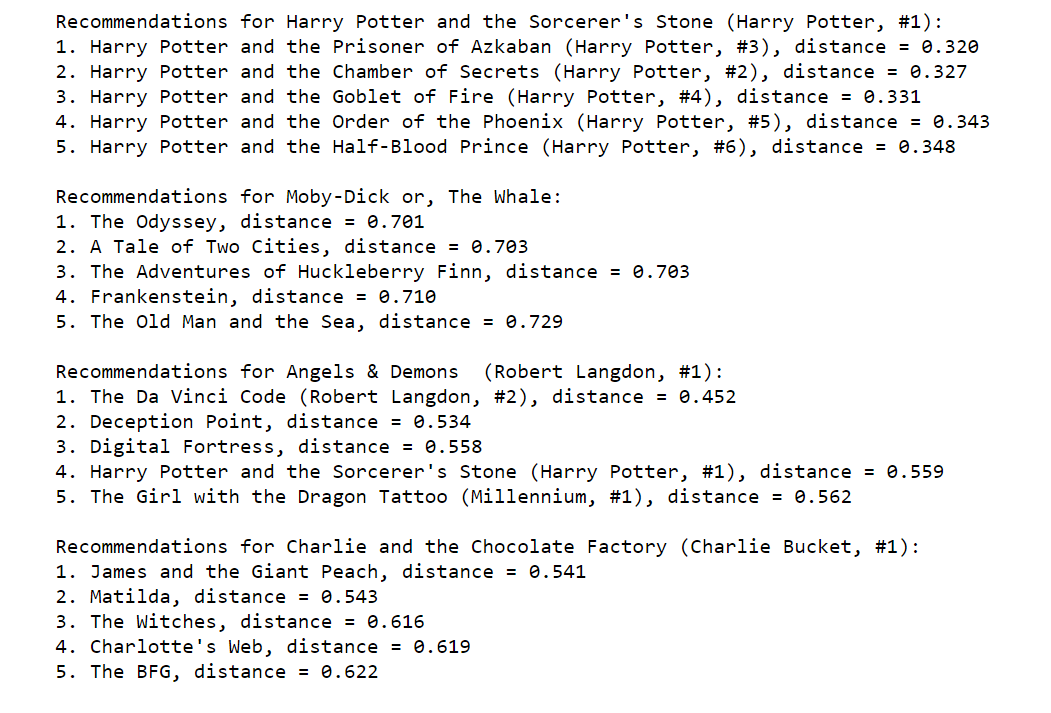 Recommendations for Harry Potter and the Sorcerer's Stone (Harry Potter, #1):
1. Harry Potter and the Prisoner of Azkaban (Harry Potter, #3), distance = 0.320
2. Harry Potter and the Chamber of Secrets (Harry Potter, #2), distance = 0.327
3. Harry Potter and the Goblet of Fire (Harry Potter, #4), distance = 0.331
4. Harry Potter and the Order of the Phoenix (Harry Potter, #5), distance = 0.343
5. Harry Potter and the Half-Blood Prince (Harry Potter, #6), distance = 0.348

Recommendations for Moby-Dick or, The Whale:
1. The Odyssey, distance = 0.701
2. A Tale of Two Cities, distance = 0.703
3. The Adventures of Huckleberry Finn, distance = 0.703
4. Frankenstein, distance = 0.710
5. The Old Man and the Sea, distance = 0.729

Recommendations for Angels & Demons  (Robert Langdon, #1):
1. The Da Vinci Code (Robert Langdon, #2), distance = 0.452
2. Deception Point, distance = 0.534
3. Digital Fortress, distance = 0.558
4. Harry Potter and the Sorcerer's Stone (Harry Potter, #1), distance = 0.559
5. The Girl with the Dragon Tattoo (Millennium, #1), distance = 0.562

Recommendations for Charlie and the Chocolate Factory (Charlie Bucket, #1):
1. James and the Giant Peach, distance = 0.541
2. Matilda, distance = 0.543
3. The Witches, distance = 0.616
4. Charlotte's Web, distance = 0.619
5. The BFG, distance = 0.622